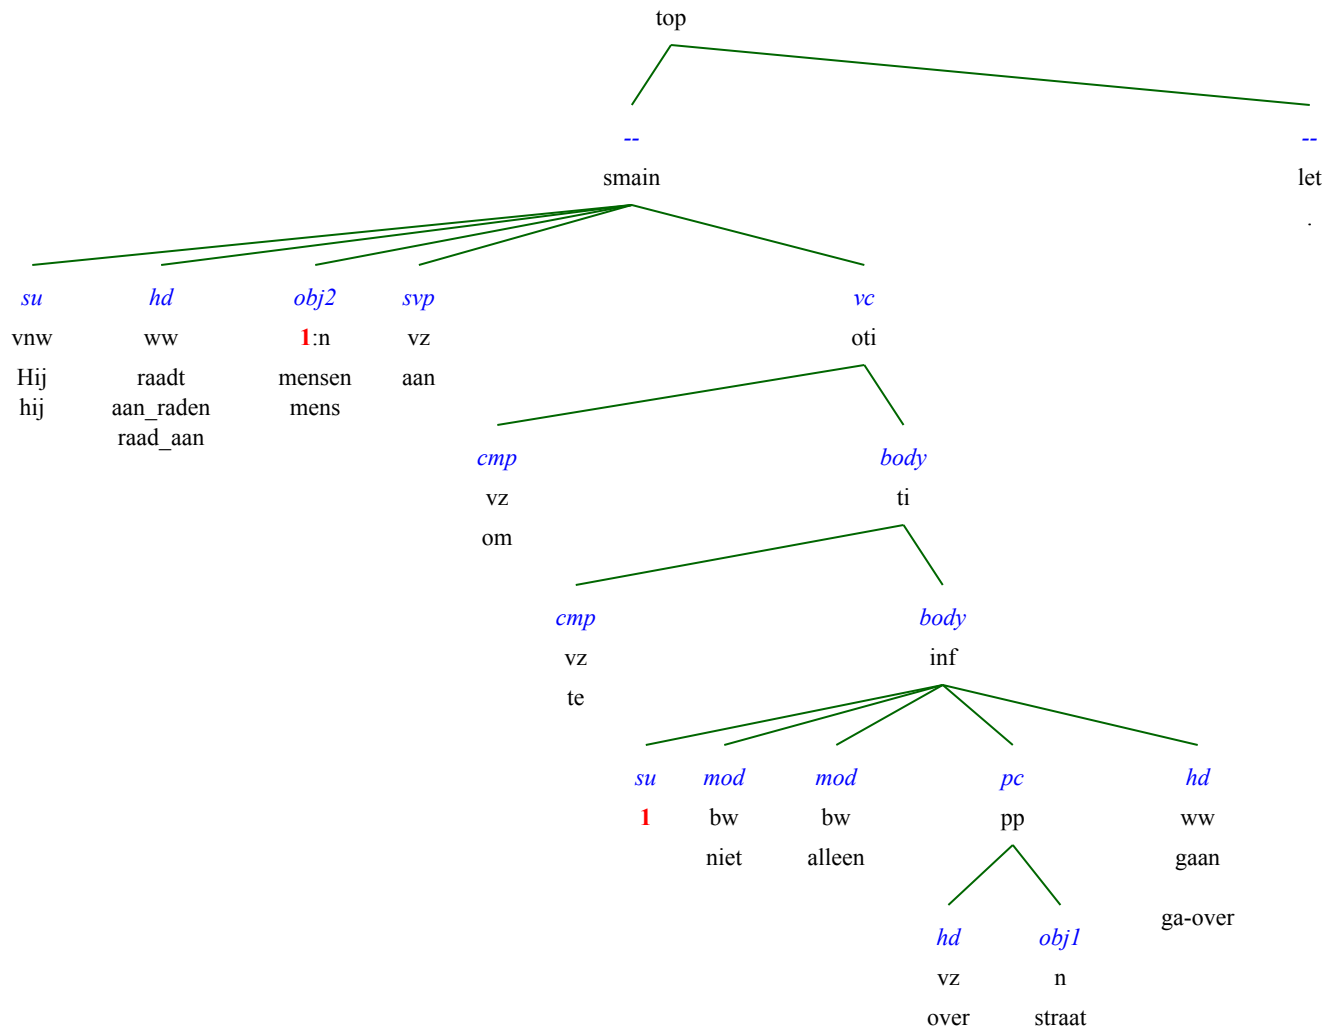 top
-- --
smain let
.
su hd obj2 svp vc
vnw ww 1:n vz oti
Hij raadt mensen aan
hij aan_raden mens
raad_aan
cmp body
vz ti
om
cmp body
vz inf
te
su mod mod pc hd
1 bw bw pp ww
niet alleen gaan
ga-over
hd obj1
vz n
over straat